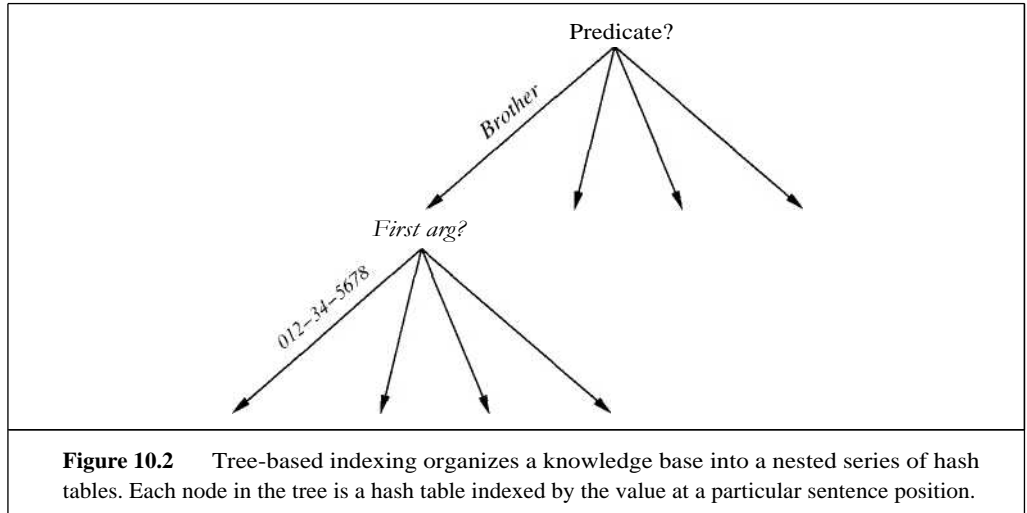 Predicate?
Brother
First arg?
012–34–5678
Figure 10.2 Tree-based indexing organizes a knowledge base into a nested series of hash
tables. Each node in the tree is a hash table indexed by the value at a particular sentence position.